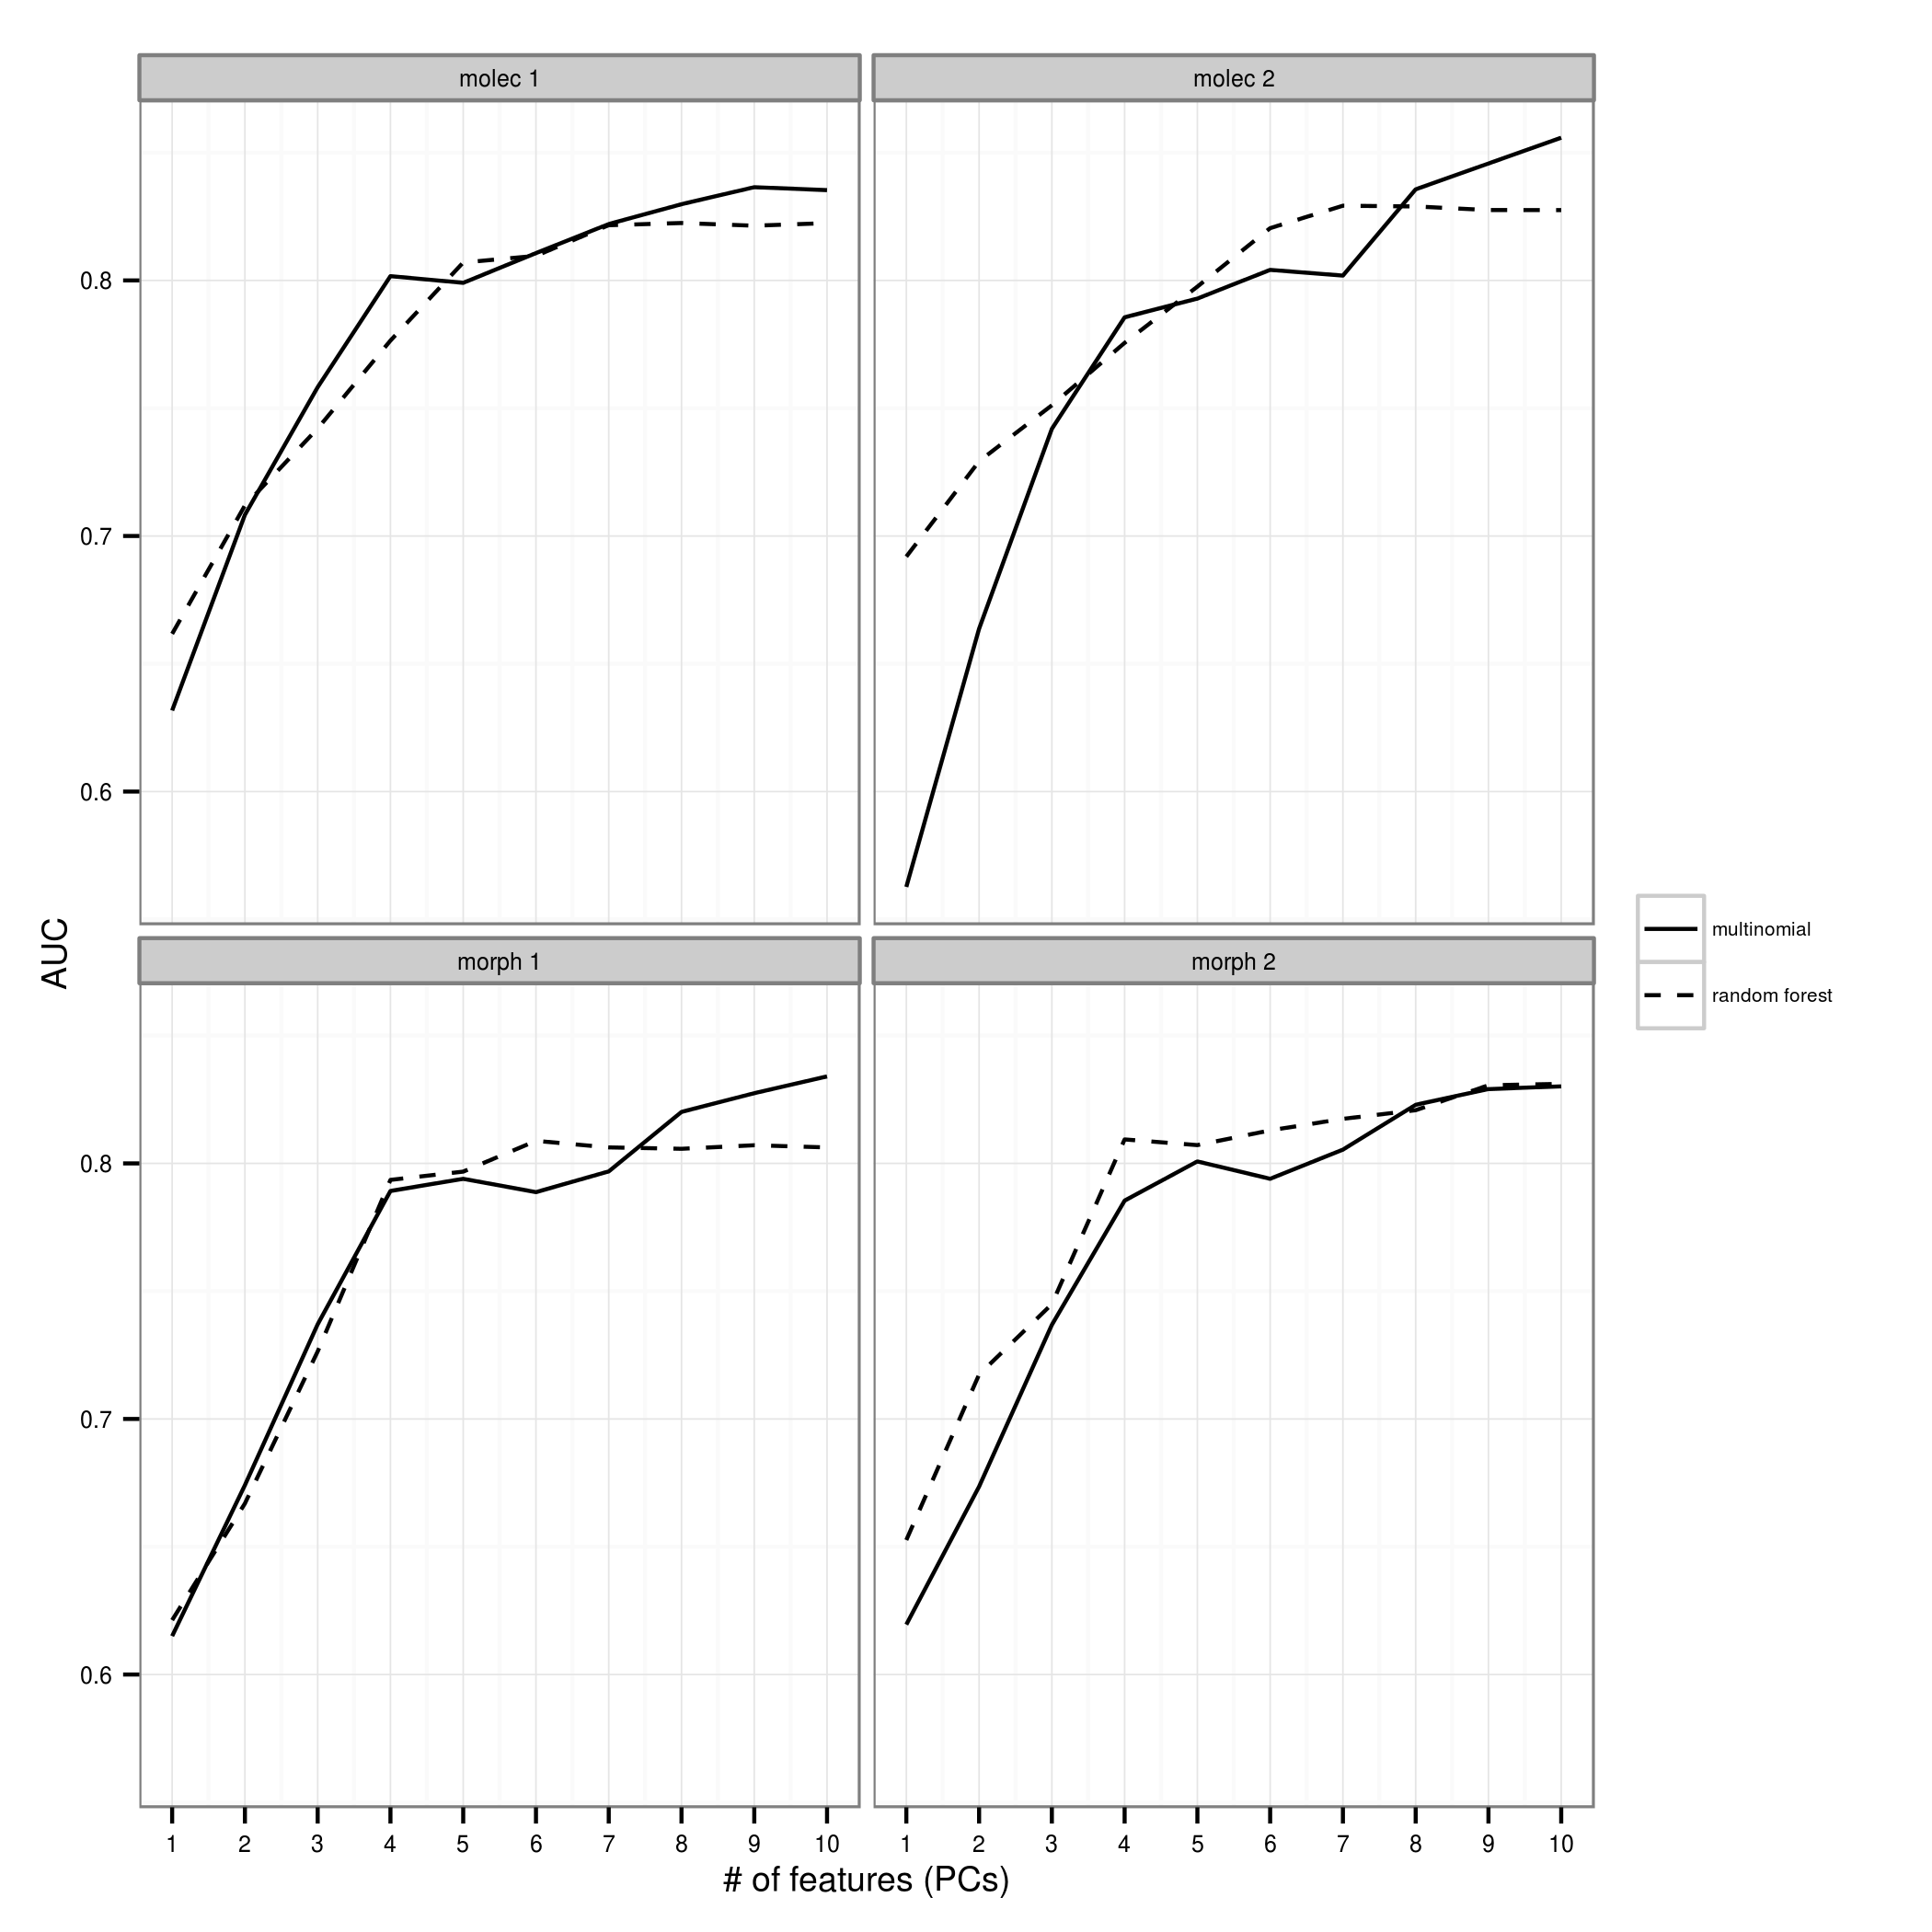 molec 1
molec 2
0.8
0.7
0.6
AUC
morph 1
morph 2
0.8
0.7
0.6
1 2 3 4 5 6 7 8 9 10
1 2 3 4 5 6 7 8 9 10
# of features (PCs)
multinomial
random forest